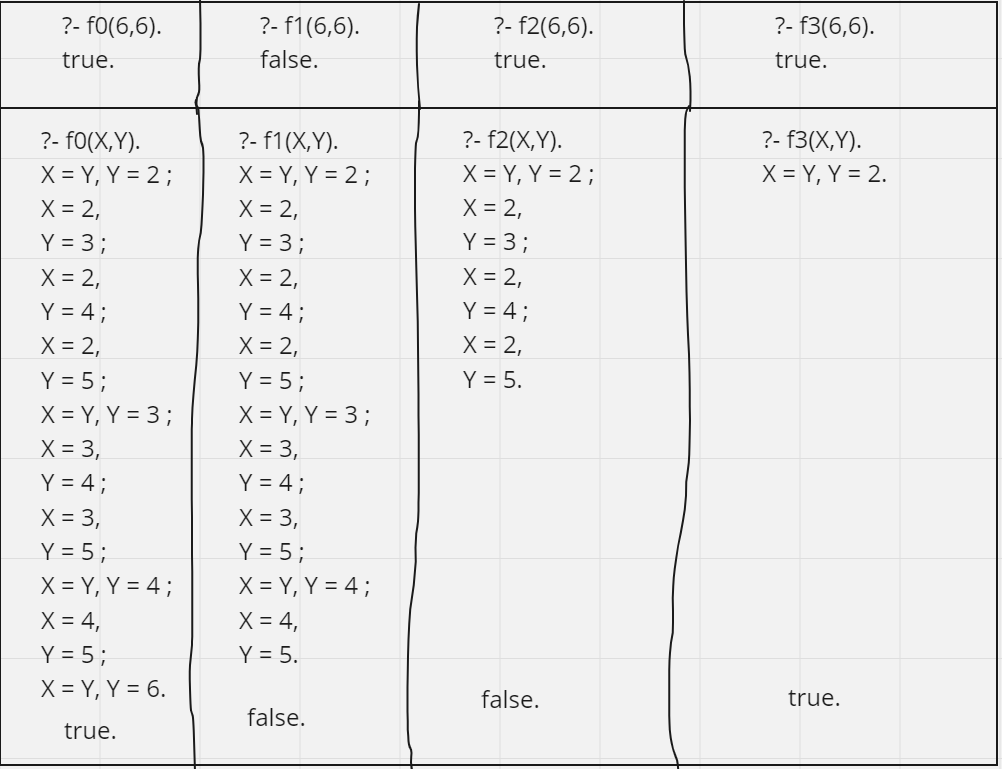 ?- f0(6,6).
true.
?- f1(6,6).
false.
?- f2(6,6).
true.
?- f3(6,6).
true.
?- f0(X,Y).
X = Y, Y = 2 ;
X = 2,
Y = 3 ;
X = 2,
Y = 4 ;
X = 2,
Y = 5 ;
X = Y, Y = 3 ;
X = 3,
Y = 4 ;
X = 3,
Y = 5 ;
X = Y, Y = 4 ;
X = 4,
Y = 5 ;
X = Y, Y = 6.
true.
?- f1(X,Y).
X = Y, Y = 2 ;
X = 2,
Y = 3 ;
X = 2,
Y = 4 ;
X = 2,
Y = 5 ;
X = Y, Y = 3 ;
X = 3,
Y = 4 ;
X = 3,
Y = 5 ;
X = Y, Y = 4 ;
X = 4,
Y = 5.
false.
?- f2(X,Y).
X = Y, Y = 2 ;
X = 2,
Y = 3 ;
X = 2,
Y = 4 ;
X = 2,
Y = 5.
false.
?- f3(X,Y).
X = Y, Y = 2.
true.